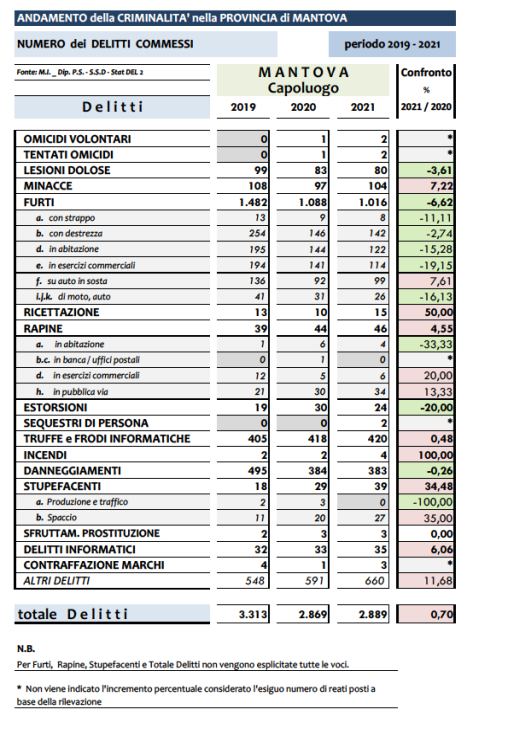 ANDAMENTO della CRIMINALITA' nella PROVINCIA di MANTOVA
NUMERO dei DELITTI COMMESSI periodo 2019 - 2021
Fonte: M.I. _ Dip. P.S. - S.S.D - Stat DEL 2 MANTOVA Confronto
Capoluogo %
Delitti 2019 2020 2021 2021 / 2020
OMICIDI VOLONTARI 0 1 2 *
TENTATI OMICIDI 0 1 2 *
LESIONI DOLOSE 99 83 80 -3,61
MINACCE 108 97 104 7,22
FURTI 1.482 1.088 1.016 -6,62
a. con strappo 13 9 8 -11,11
b. con destrezza 254 146 142 -2,74
d. in abitazione 195 144 122 -15,28
e. in esercizi commerciali 194 141 114 -19,15
f. su auto in sosta 136 92 99 7,61
i.j.k. di moto, auto 41 31 26 -16,13
RICETTAZIONE 13 10 15 50,00
RAPINE 39 44 46 4,55
a. in abitazione 1 6 4 -33,33
b.c. in banca / uffici postali 0 1 0 *
d. in esercizi commerciali 12 5 6 20,00
h. in pubblica via 21 30 34 13,33
ESTORSIONI 19 30 24 -20,00
SEQUESTRI DI PERSONA 0 0 2 *
TRUFFE e FRODI INFORMATICHE 405 418 420 0,48
INCENDI 2 2 4 100,00
DANNEGGIAMENTI 495 384 383 -0,26
STUPEFACENTI 18 29 39 34,48
a. Produzione e traffico 2 3 0 -100,00
b. Spaccio 11 20 27 35,00
SFRUTTAM. PROSTITUZIONE 2 3 3 0,00
DELITTI INFORMATICI 32 33 35 6,06
CONTRAFFAZIONE MARCHI 4 1 3 *
ALTRI DELITTI 548 591 660 11,68
totale Delitti 3.313 2.869 2.889 0,70
N.B.
Per Furti, Rapine, Stupefacenti e Totale Delitti non vengono esplicitate tutte le voci.
* Non viene indicato l'incremento percentuale considerato l'esiguo numero di reati posti a
base della rilevazione